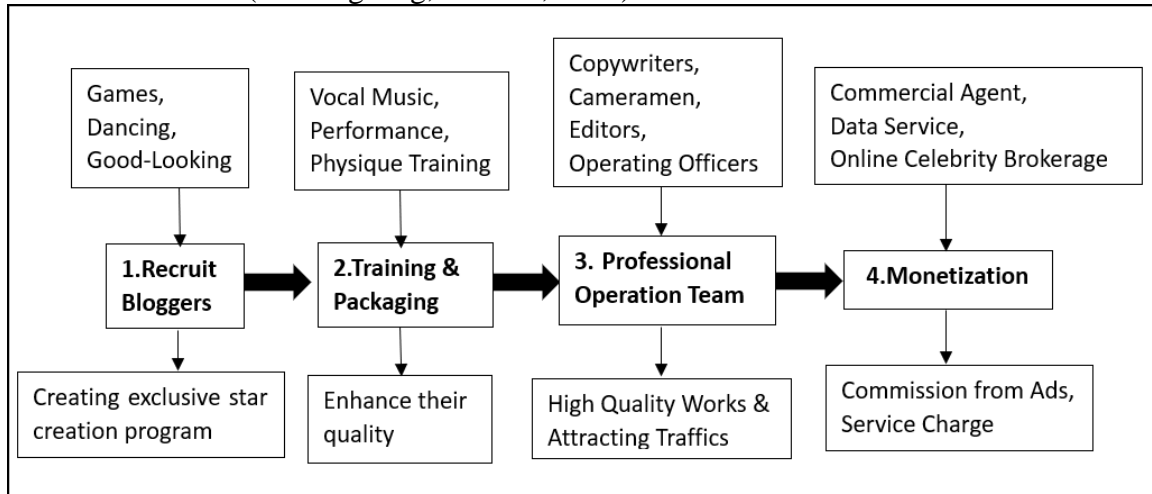 Games,
Dancing,
Good-Looking
Vocal Music,
Performance,
Physique Training
Copywriters,
Cameramen,
Editors,
Operating Officers
Commercial Agent,
Data Service,
Online Celebrity Brokerage
1.Recruit
Bloggers
2.Training &
Packaging
3. Professional
Operation Team
4.Monetization
Creating exclusive star
creation program
Enhance their
quality
High Quality Works &
Attracting Traffics
Commission from Ads,
Service Charge